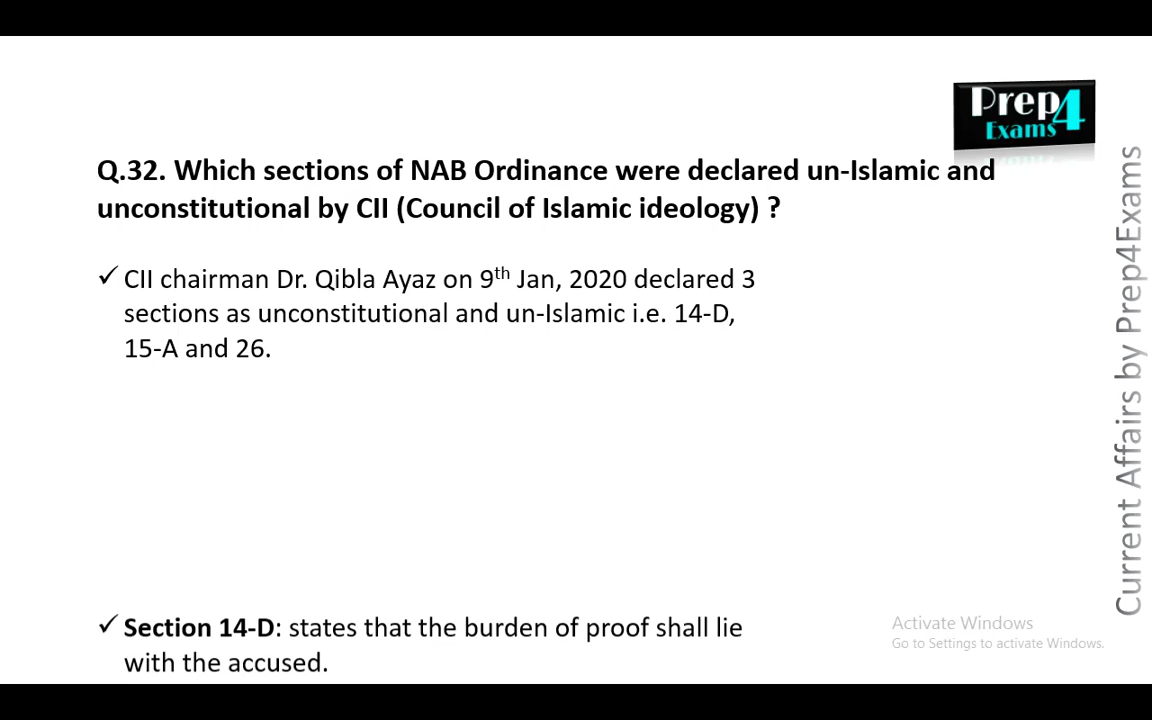 Prep4
Exams
Q.32. Which sections of NAB Ordinance were declared un-Islamic and
unconstitutional by CII (Council of Islamic ideology) ?
✓ CII chairman Dr. Qibla Ayaz on 9th Jan, 2020 declared 3
sections as unconstitutional and un-Islamic i.e. 14-D,
15-A and 26.
✓ Section 14-D: states that the burden of proof shall lie
with the accused.
Current Affairs by Prep4Exams
Activate Windows
Go to Settings to activate Windows.